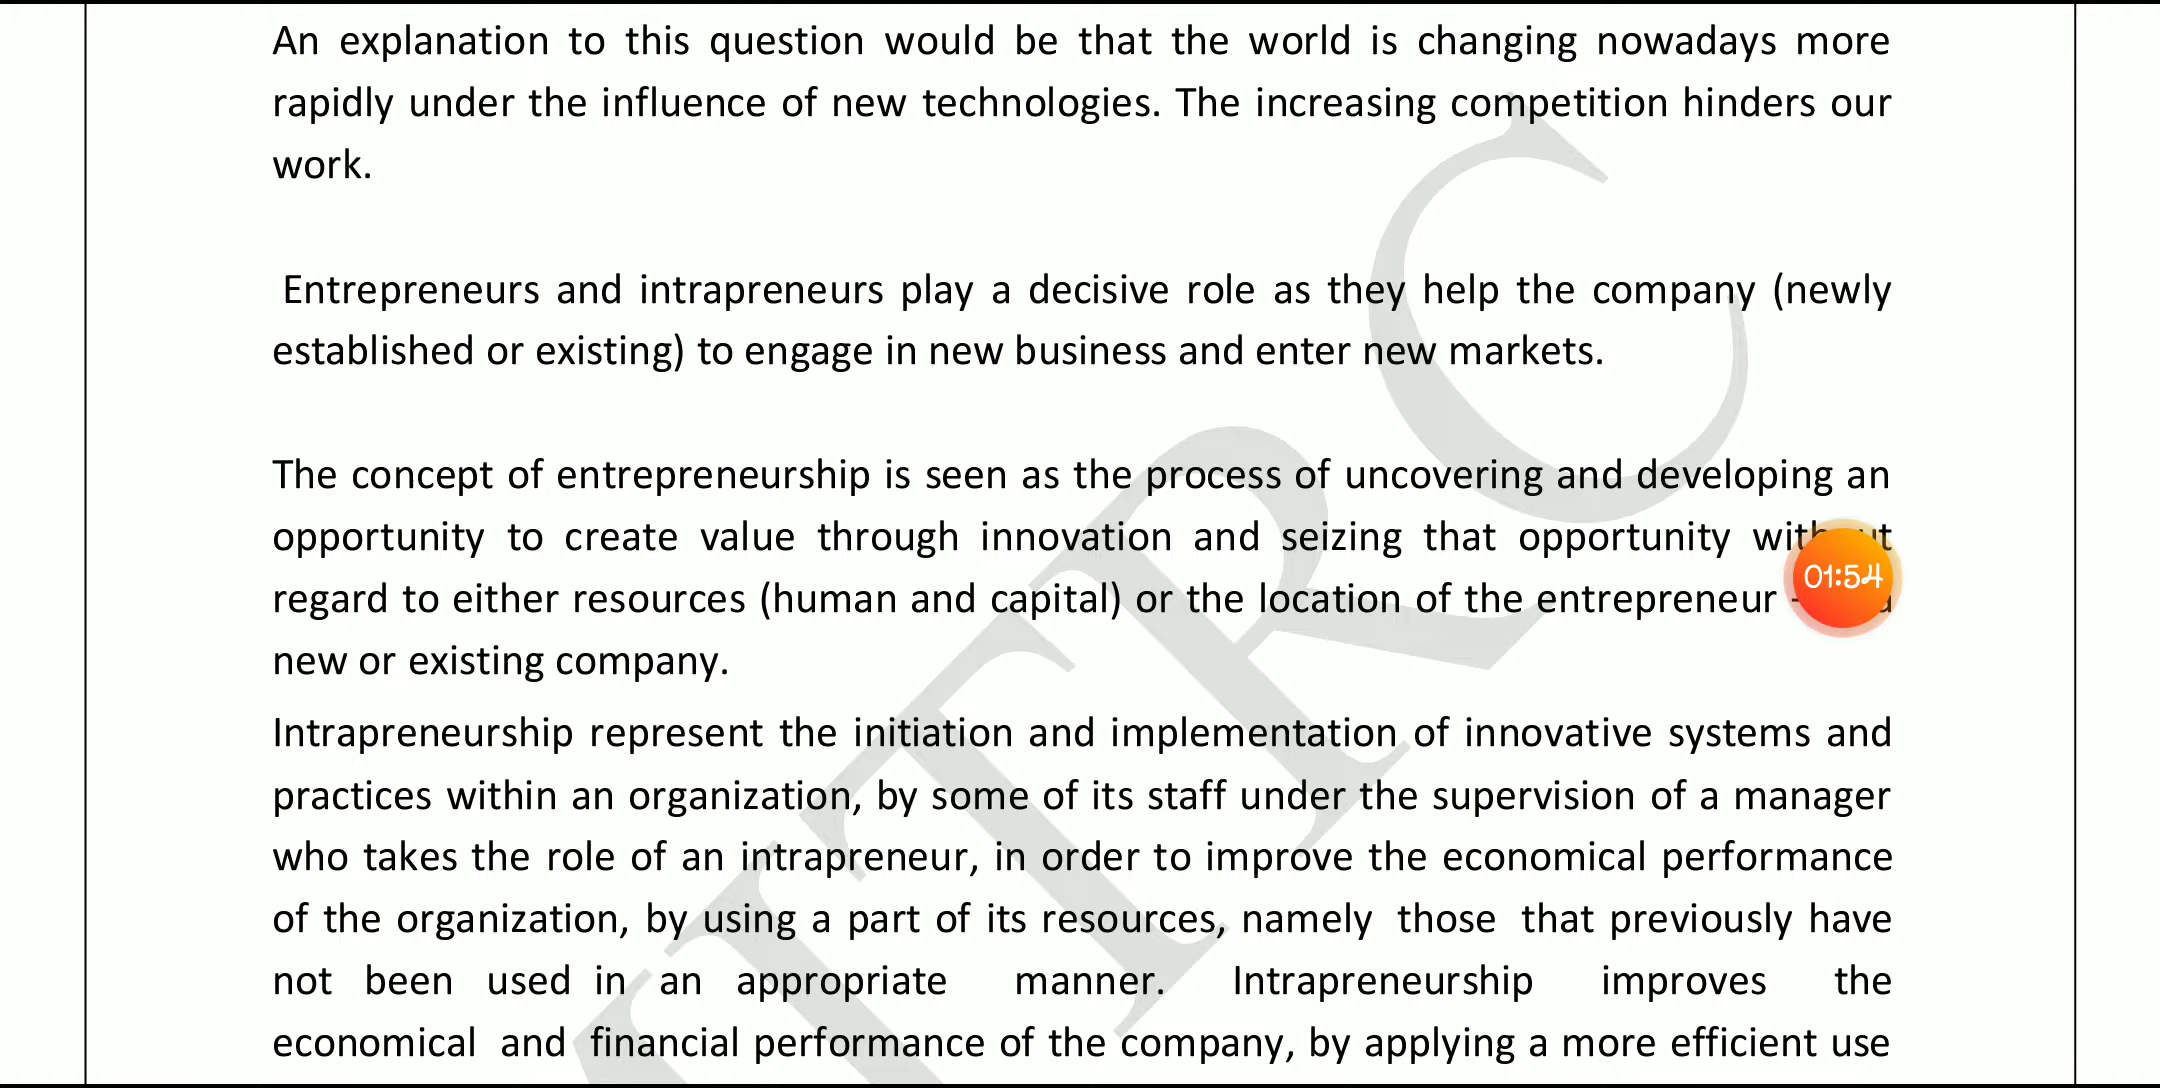 An explanation to this question would be that the world is changing nowadays more
rapidly under the influence of new technologies. The increasing competition hinders our
work.
Entrepreneurs and intrapreneurs play a decisive role as they help the company (newly
established or existing) to engage in new business and enter new markets.
The concept of entrepreneurship is seen as the process of uncovering and developing an
opportunity to create value through innovation and seizing that opportunity
regard to either resources (human and capital) or the location of the entrepreneur
01:54
new or existing company.
Intrapreneurship represent the initiation and implementation of innovative systems and
practices within an organization, by some of its staff under the supervision of a manager
who takes the role of an intrapreneur, in order to improve the economical performance
of the organization, by using a part of its resources, namely those that previously have
not been used in an appropriate manner. Intrapreneurship improves the
economical and financial performance of the company, by applying a more efficient use